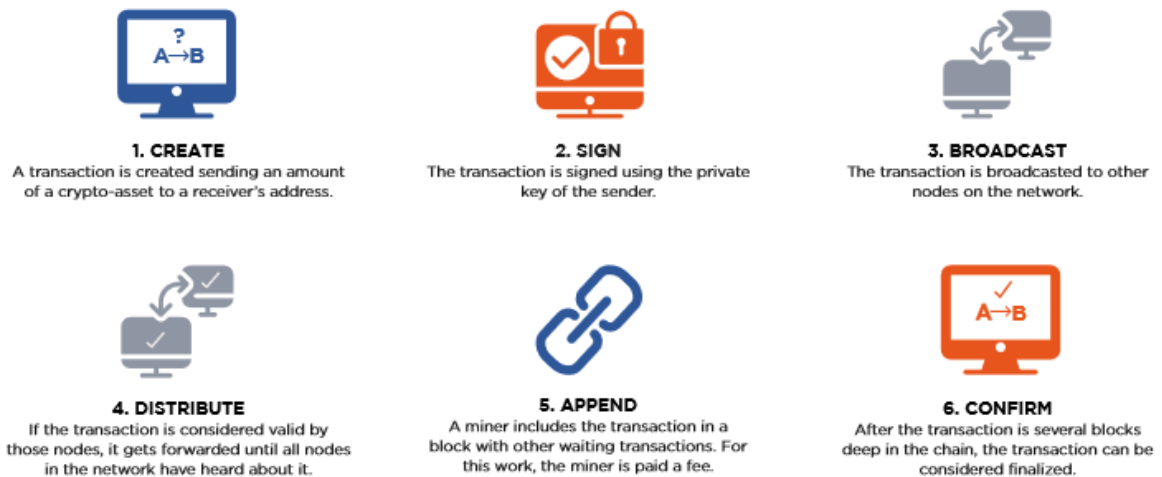 ?
A→B
1. CREATE
A transaction is created sending an amount
of a crypto-asset to a receiver's address.
2. SIGN
The transaction is signed using the private
key of the sender.
3. BROADCAST
The transaction is broadcasted to other
nodes on the network.
4. DISTRIBUTE
If the transaction is considered valid by
those nodes, it gets forwarded until all nodes
in the network have heard about it.
5. APPEND
A miner includes the transaction in a
block with other waiting transactions. For
this work, the miner is paid a fee.
A→B
6. CONFIRM
After the transaction is several blocks
deep in the chain, the transaction can be
considered finalized.